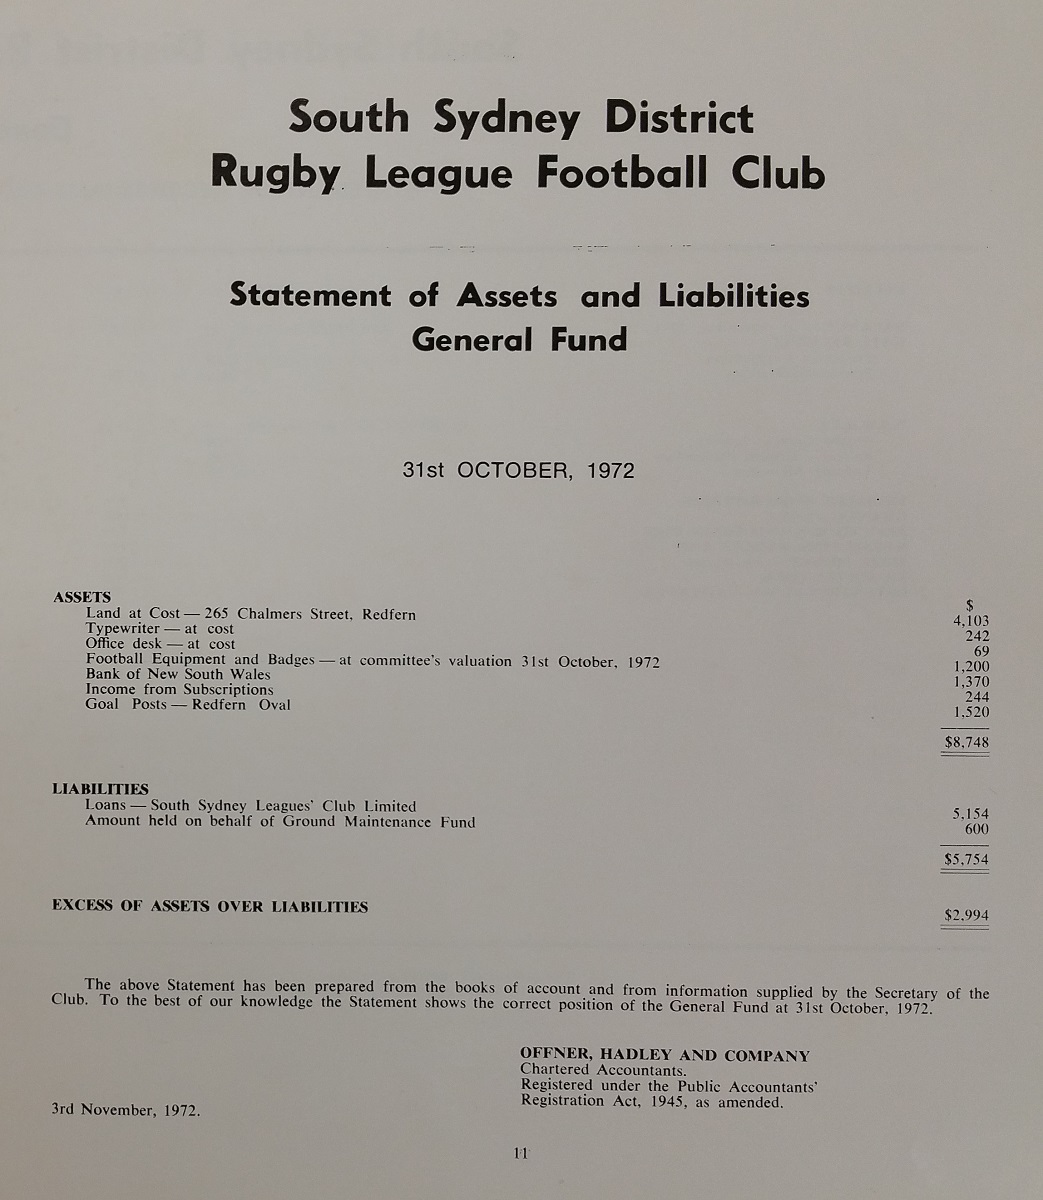 South Sydney District
Rugby League Football Club
Statement of Assets and Liabilities
General Fund
31st OCTOBER, 1972
ASSETS
$
Land at Cost — 265 Chalmers Street, Redfern 4,103
Typewriter — at cost 242
Office desk — at cost 69
Football Equipment and Badges — at committee's valuation 31st October, 1972 1,200
Bank of New South Wales 1,370
Income from Subscriptions 244
Goal Posts — Redfern Oval 1,520
$8,748
LIABILITIES
Loans — South Sydney Leagues' Club Limited 5,154
Amount held on behalf of Ground Maintenance Fund 600
$5,754
EXCESS OF ASSETS OVER LIABILITIES $2,994
The above Statement has been prepared from the books of account and from information supplied by the Secretary of the
Club. To the best of our knowledge the Statement shows the correct position of the General Fund at 31st October, 1972.
OFFNER, HADLEY AND COMPANY
Chartered Accountants.
Registered under the Public Accountants'
Registration Act, 1945, as amended.
3rd November, 1972.
11